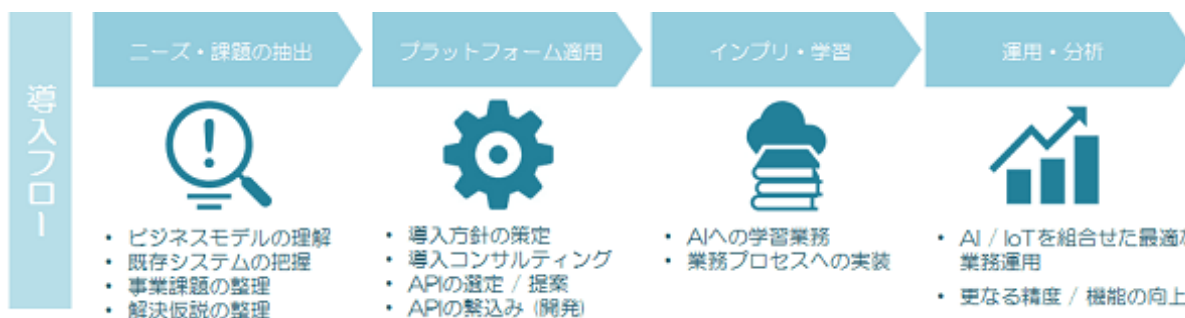 導入フロー
ニーズ・課題の抽出
プラットフォーム適用
インプリ・学習
運用・分析
• ビジネスモデルの理解
• 既存システムの把握
• 事業課題の整理
• 解決仮説の整理
• 導入方針の策定
• 導入コンサルティング
• APIの選定 / 提案
• APIの繋込み (開発)
• AIへの学習業務
• 業務プロセスへの実装
• AI / IoTを組合せた最適な
業務運用
• 更なる精度 / 機能の向上